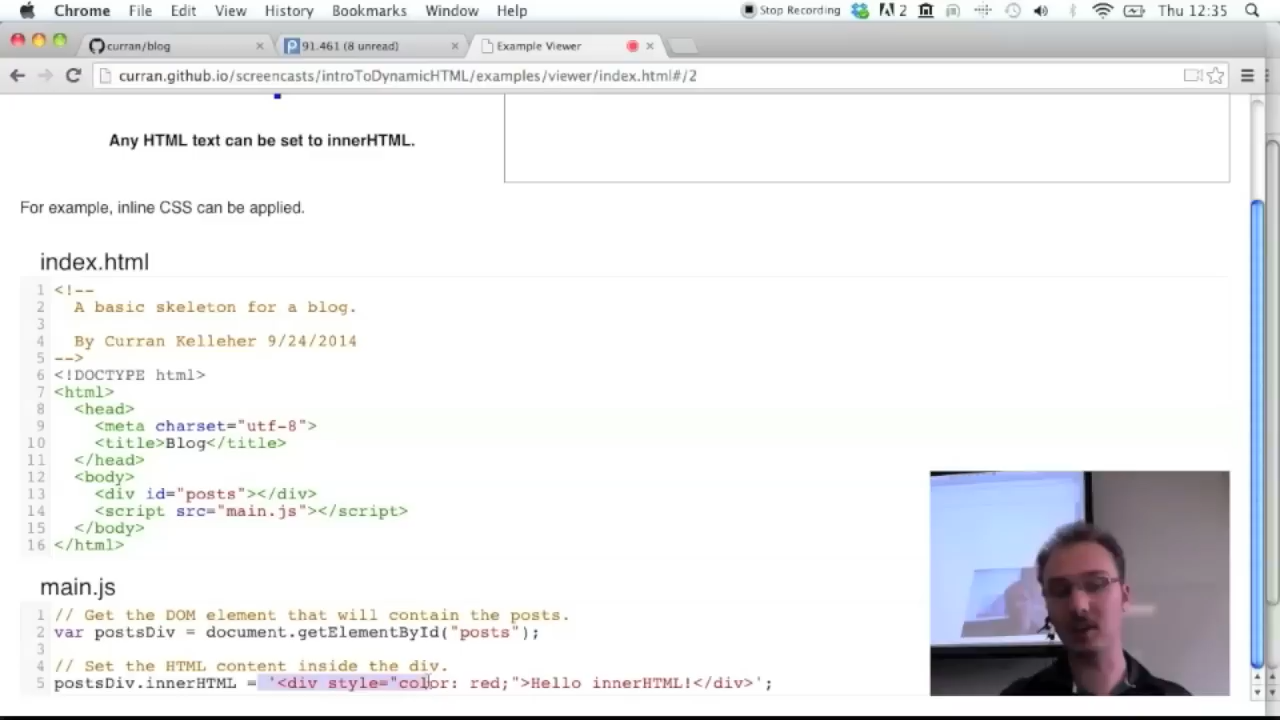 Chrome File Edit View History Bookmarks Window Help Stop Recording 2 Thu 12:35
curran/blog
91.461 (8 unread)
Example Viewer
curran.github.io/screencasts/introToDynamicHTML/examples/viewer/index.html#/2
Any HTML text can be set to innerHTML.
For example, inline CSS can be applied.
index.html
1 <!--
2 A basic skeleton for a blog.
3
4 By Curran Kelleher 9/24/2014
5 -->
6 <!DOCTYPE html>
7 <html>
8 <head>
9 <meta charset="utf-8">
10 <title>Blog</title>
11 </head>
12 <body>
13 <div id="posts"></div>
14 <script src="main.js"></script>
15 </body>
16 </html>
main.js
1 // Get the DOM element that will contain the posts.
2 var postsDiv = document.getElementById("posts");
3
4 // Set the HTML content inside the div.
5 postsDiv.innerHTML = '<div style="color: red;">Hello innerHTML!</div>';